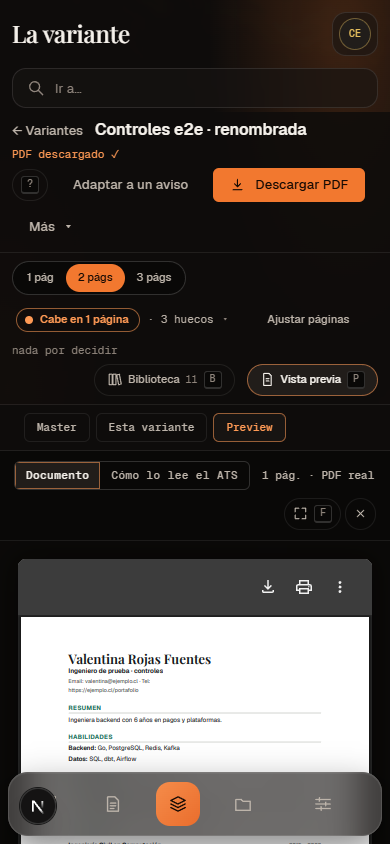 La variante
CE
Ir a...
← Variantes Controles e2e · renombrada
PDF descargado ✓
? Adaptar a un aviso Descargar PDF
Más
1 pág 2 págs 3 págs
Cabe en 1 página · 3 huecos Ajustar páginas
nada por decidir
Biblioteca 11 B Vista previa P
Master Esta variante Preview
Documento Cómo lo lee el ATS 1 pág. · PDF real
F ×
Valentina Rojas Fuentes
Ingeniero de prueba · controles
Email: valentina@ejemplo.cl · Tel:
https://ejemplo.cl/portafolio
RESUMEN
Ingeniera backend con 6 años en pagos y plataformas.
HABILIDADES
Backend: Go, PostgreSQL, Redis, Kafka
Datos: SQL, dbt, Airflow
N